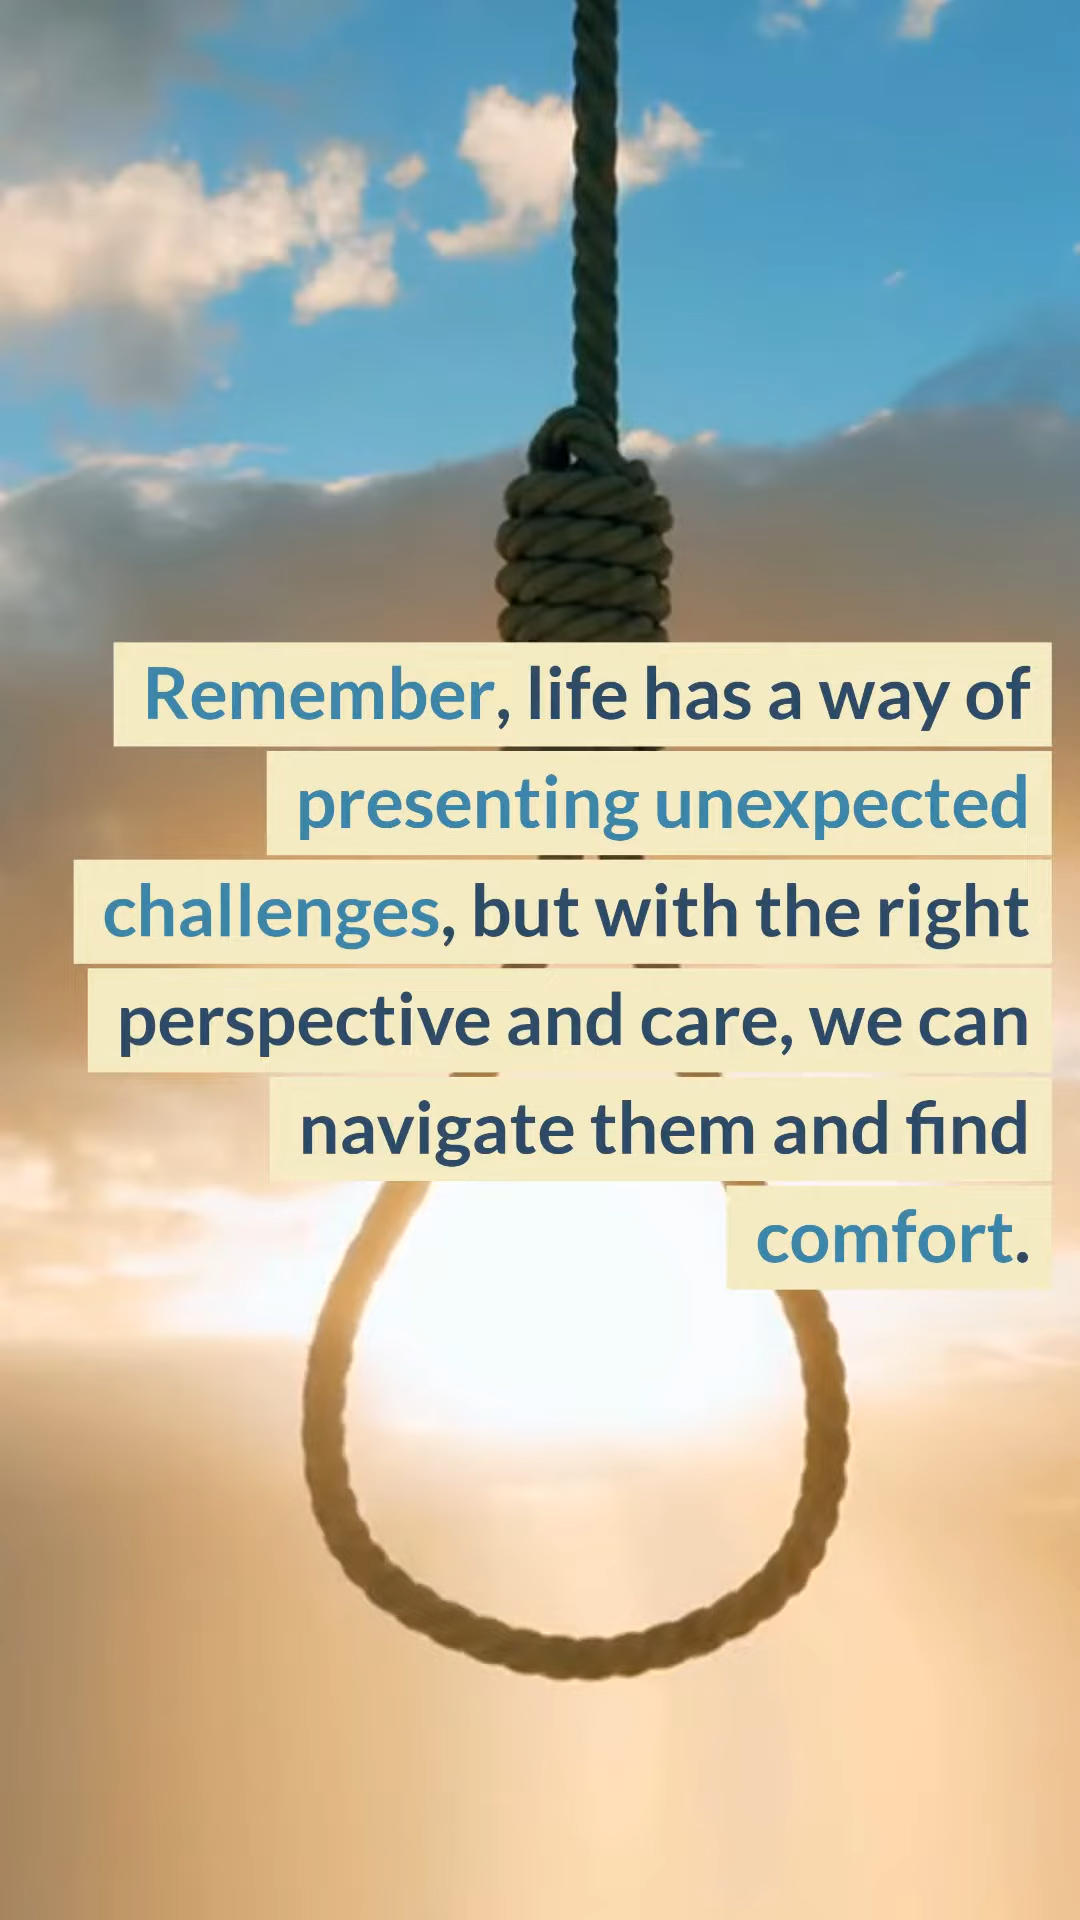 Remember, life has a way of
presenting unexpected
challenges, but with the right
perspective and care, we can
navigate them and find
comfort.